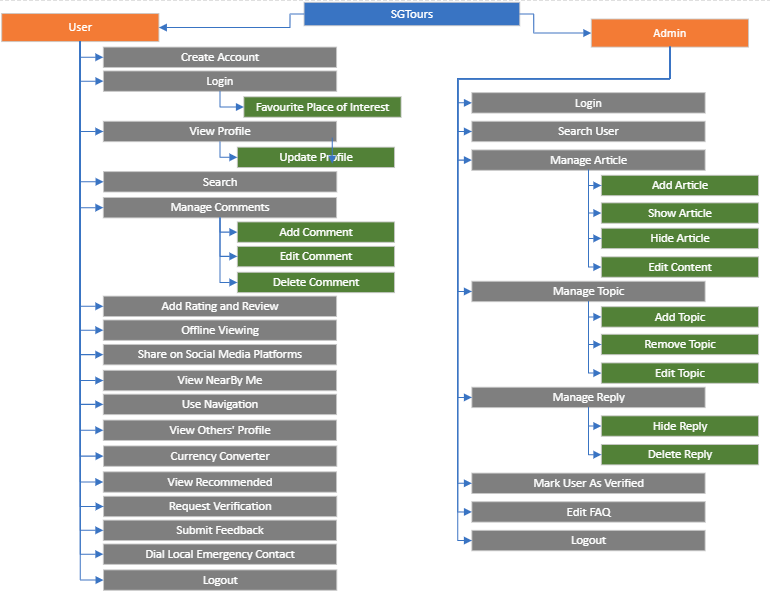 SGTours
User
Create Account
Login
Favourite Place of Interest
View Profile
Update Profile
Search
Manage Comments
Add Comment
Edit Comment
Delete Comment
Add Rating and Review
Offline Viewing
Share on Social Media Platforms
View NearBy Me
Use Navigation
View Others' Profile
Currency Converter
View Recommended
Request Verification
Submit Feedback
Dial Local Emergency Contact
Logout
Admin
Login
Search User
Manage Article
Add Article
Show Article
Hide Article
Edit Content
Manage Topic
Add Topic
Remove Topic
Edit Topic
Manage Reply
Hide Reply
Delete Reply
Mark User As Verified
Edit FAQ
Logout